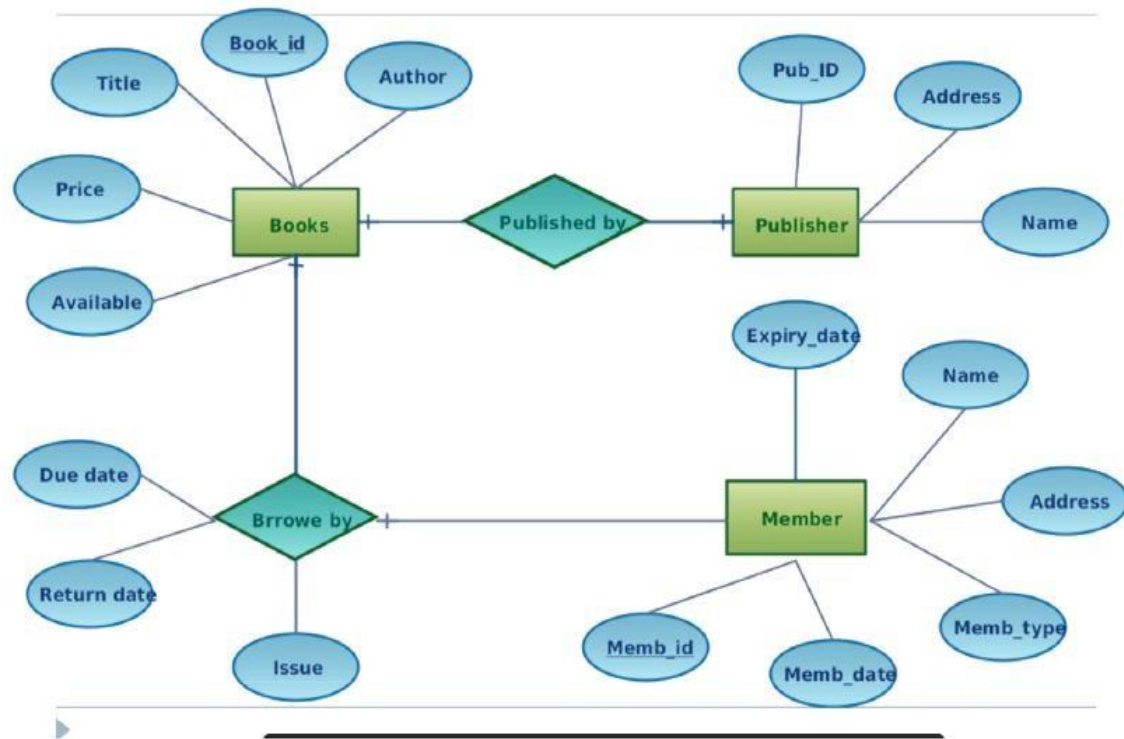 Book_id
Title
Author
Price
Books
Available
Published by
Pub_ID
Address
Publisher
Name
Expiry_date
Name
Due date
Brrowe by
Member
Address
Return date
Issue
Memb_id
Memb_date
Memb_type